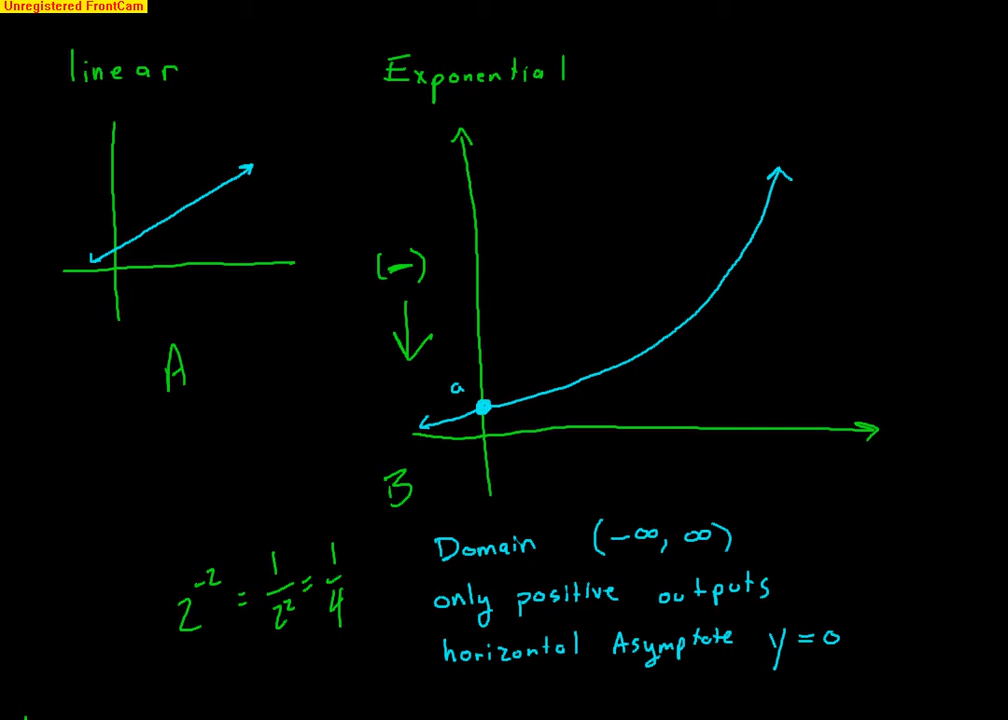 Unregistered FrontCam
linear
Exponential
(-)
a
A
B
2^-2 = 1/2^2 = 1/4
Domain (-∞, ∞)
only positive outputs
horizontal Asymptote y = 0